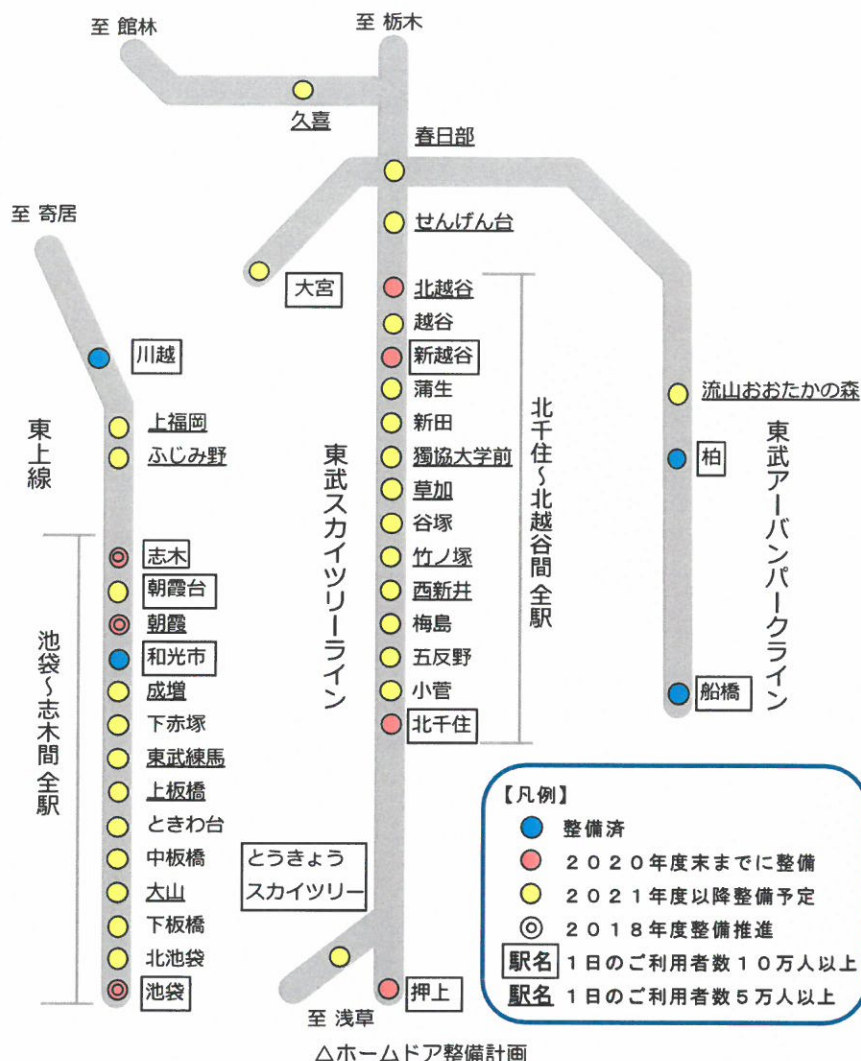 至 館林
至 栃木
久喜
春日部
至 寄居
せんげん台
大宮
北越谷
越谷
川越
新越谷
蒲生
流山おおたかの森
上福岡
新田
東上線
ふじみ野
東武スカイツリーライン
獨協大学前
北千住～北越谷間 全駅
柏
東武アーバンパークライン
草加
谷塚
志木
竹ノ塚
朝霞台
西新井
朝霞
梅島
池袋～志木間 全駅
和光市
五反野
成増
小菅
船橋
下赤塚
北千住
東武練馬
上板橋
ときわ台
中板橋
とうきょう
スカイツリー
大山
下板橋
北池袋
池袋
押上
至 浅草
【凡例】
整備済
2020年度末までに整備
2021年度以降整備予定
2018年度整備推進
駅名 1日のご利用者数10万人以上
駅名 1日のご利用者数5万人以上
△ホームドア整備計画